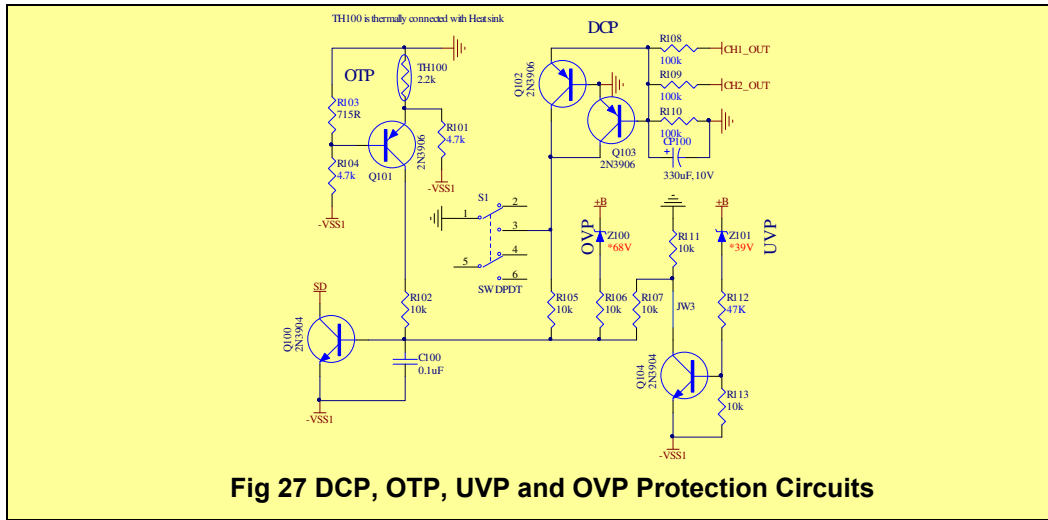 TH100 is thermally connected with Heat sink
DCP
R108
100k
CH1_OUT
TH100
2.2k
OTP
Q102
2N3906
R109
100k
CH2_OUT
R103
715R
R110
100k
R101
4.7k
2N3906
Q101
Q103
2N3906
CP100
+
330uF, 10V
R104
4.7k
-VSS1
-VSS1
S1
1
2
3
4
5
6
SW DPDT
OVP
+B
Z100
*68V
R111
10k
+B
Z101
*39V
UVP
SD
R102
10k
R105
10k
R106
10k
R107
10k
JW3
R112
47K
Q100
2N3904
C100
0.1uF
Q104
2N3904
R113
10k
-VSS1
-VSS1
Fig 27 DCP, OTP, UVP and OVP Protection Circuits